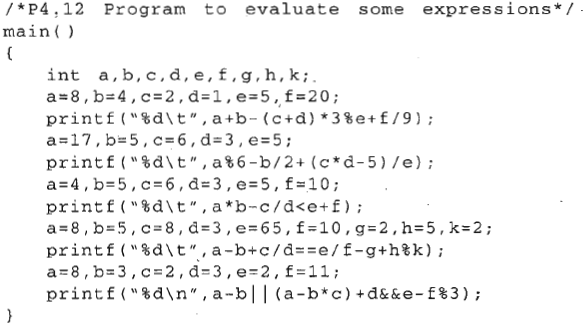 /*P4.12 Program to evaluate some expressions*/
main()
{
int a,b,c,d,e,f,g,h,k;
a=8,b=4,c=2,d=1,e=5,f=20;
printf("%d\t",a+b-(c+d)*3%e+f/9);
a=17,b=5,c=6,d=3,e=5;
printf("%d\t",a%6-b/2+(c*d-5)/e);
a=4,b=5,c=6,d=3,e=5,f=10;
printf("%d\t",a*b-c/d<e+f);
a=8,b=5,c=8,d=3,e=65,f=10,g=2,h=5,k=2;
printf("%d\t",a-b+c/d==e/f-g+h%k);
a=8,b=3,c=2,d=3,e=2,f=11;
printf("%d\n",a-b||(a-b*c)+d&&e-f%3);
}